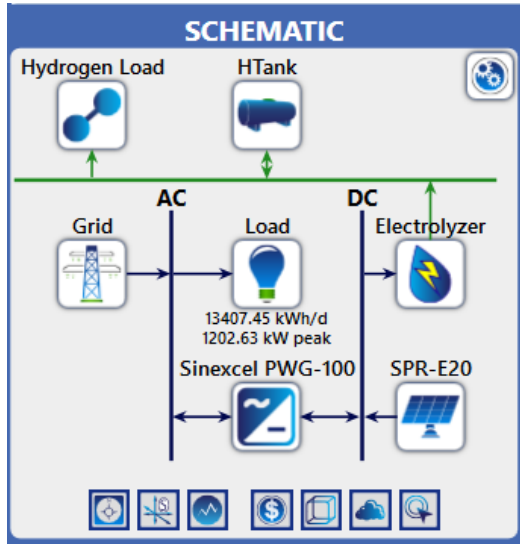 SCHEMATIC
Hydrogen Load HTank
AC DC
Grid Load Electrolyzer
13407.45 kWh/d
1202.63 kW peak
Sinexcel PWG-100 SPR-E20